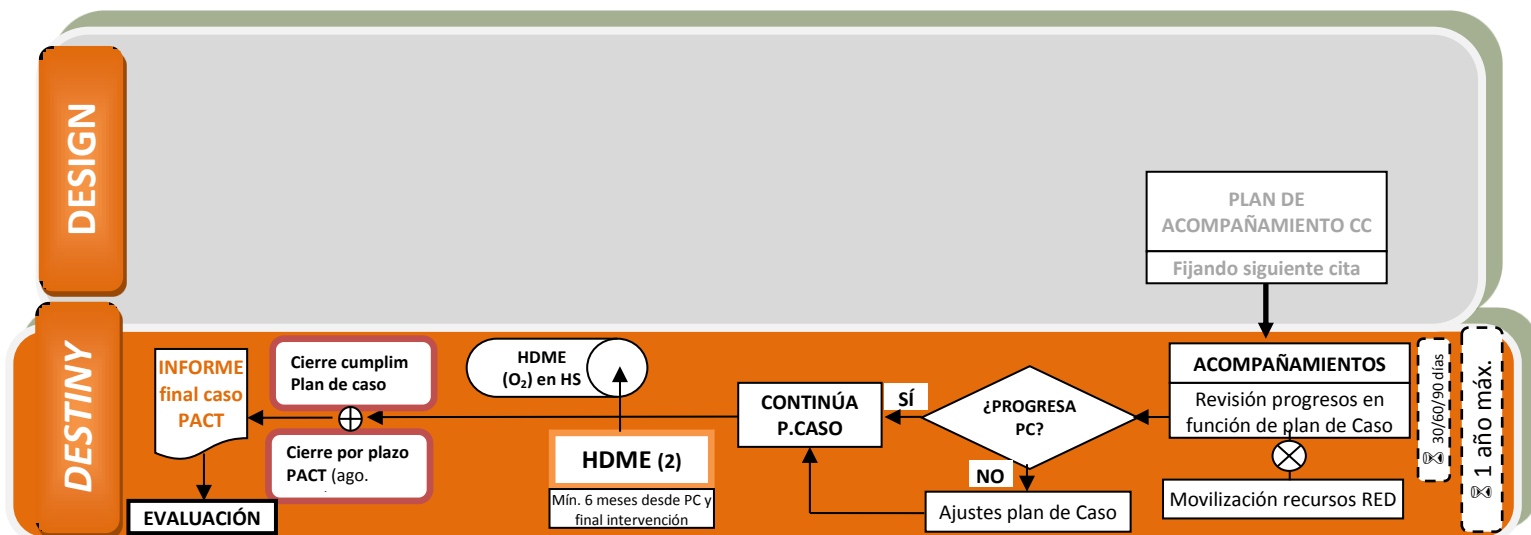 DESIGN
PLAN DE
ACOMPAÑAMIENTO CC
Fijando siguiente cita
DESTINY
INFORME
final caso
PACT
EVALUACIÓN
Cierre cumplim
Plan de caso
Cierre por plazo
PACT (ago.
HDME
(O₂) en HS
HDME (2)
Mín. 6 meses desde PC y
final intervención
CONTINÚA
P.CASO
SÍ
¿PROGRESA
PC?
NO
Ajustes plan de Caso
ACOMPAÑAMIENTOS
Revisión progresos en
función de plan de Caso
Movilización recursos RED
⌛ 30/60/90 días
⌛ 1 año máx.